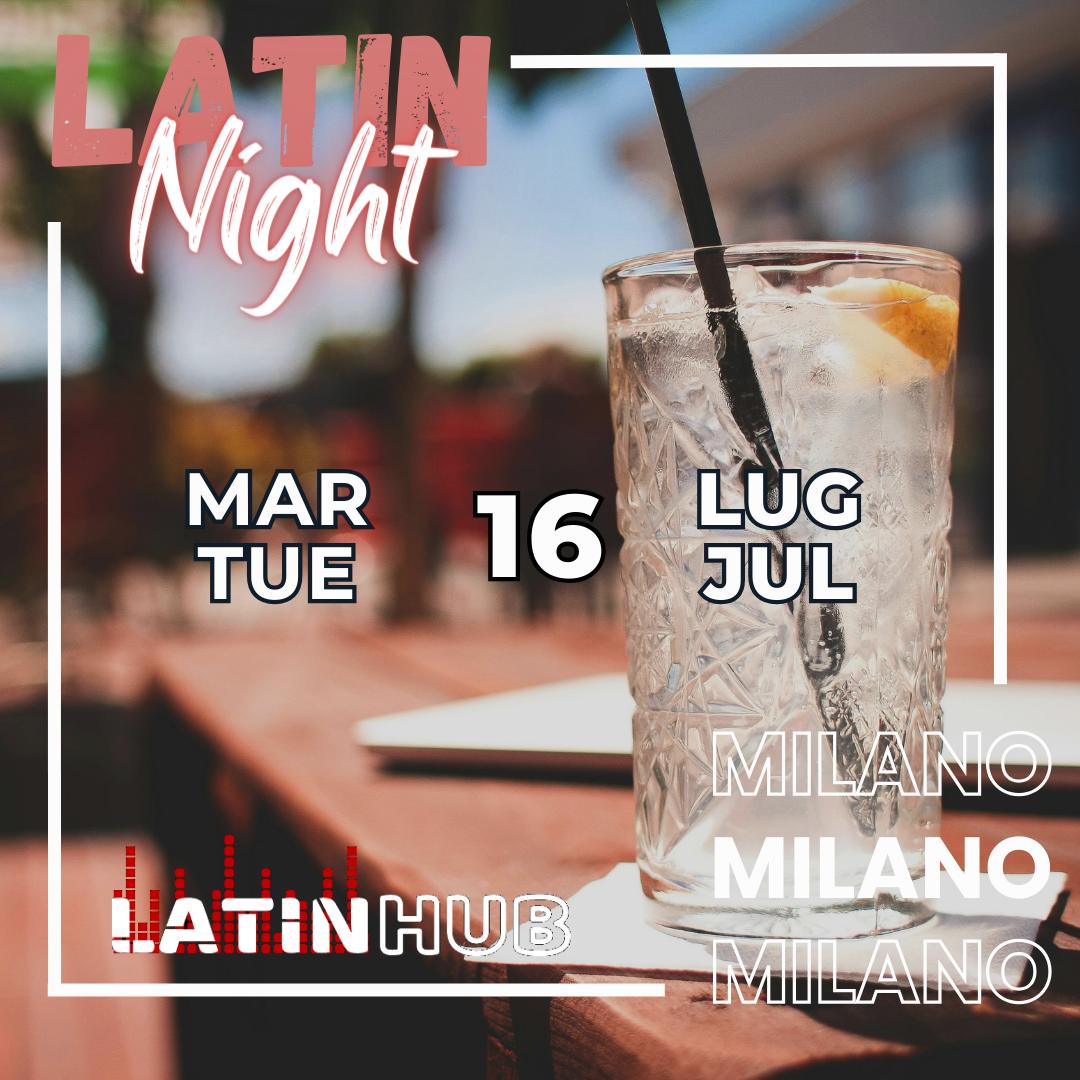 LATIN
Night
MAR 16 LUG
TUE JUL
MILANO
MILANO
MILANO
LATINHUB